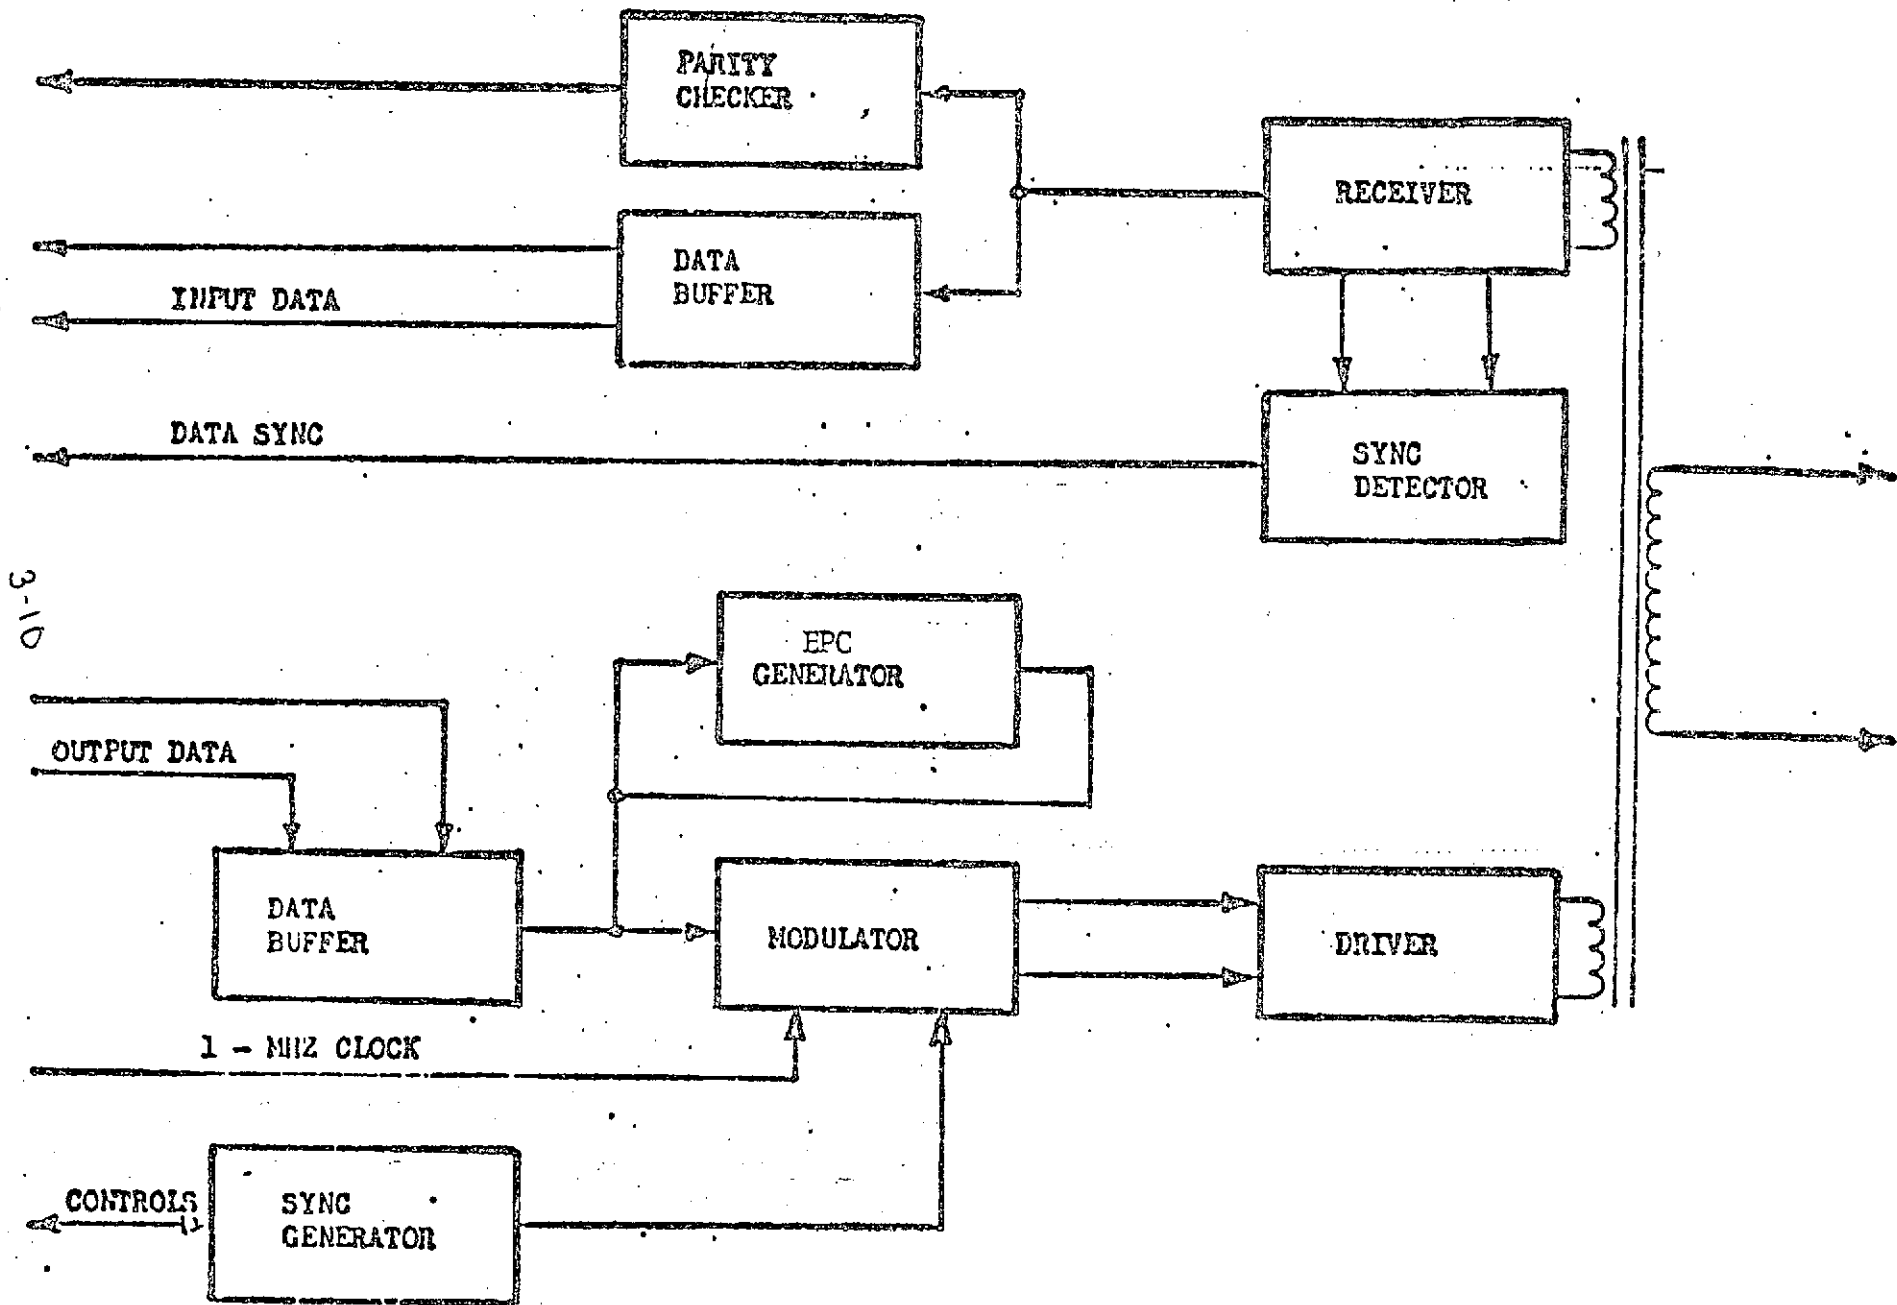 PARITY
CHECKER
RECEIVER
DATA
BUFFER
INPUT DATA
DATA SYNC
SYNC
DETECTOR
3-10
EPC
GENERATOR
OUTPUT DATA
DATA
BUFFER
MODULATOR
DRIVER
1 - MHZ CLOCK
CONTROLS
SYNC
GENERATOR